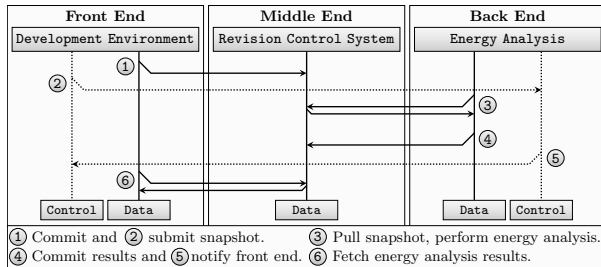 Front End Middle End Back End
Development Environment Revision Control System Energy Analysis
1
2
3
4
5
6
Control Data Data Data Control
1 Commit and 2 submit snapshot. 3 Pull snapshot, perform energy analysis.
4 Commit results and 5 notify front end. 6 Fetch energy analysis results.